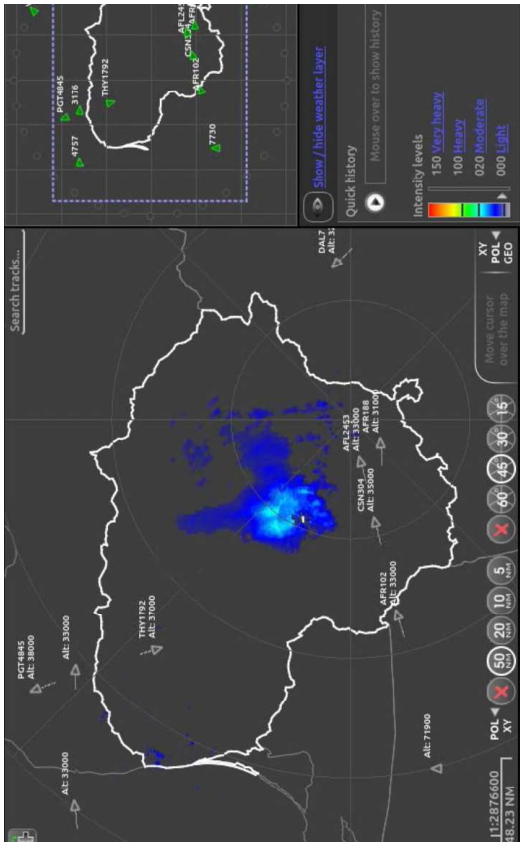 PGT4845
3176
4757
THY1792
AFL245
AFR
CSN304
AFR102
7730
Show / hide weather layer
Quick history
Mouse over to show history
Intensity levels
150 Very heavy
100 Heavy
020 Moderate
000 Light
Search tracks...
PGT4845
Alt: 38000
Alt: 33000
Alt: 33000
THY1792
Alt: 37000
DAL7
AFL2453
Alt: 33000
AFR188
Alt: 31000
CSN304
Alt: 35000
AFR102
Alt: 33000
Alt: 71900
1:2876600
48.23 NM
POL
XY
50 NM
20
10
5
60°
45°
30°
15°
Move cursor
over the map
XY
POL
GEO